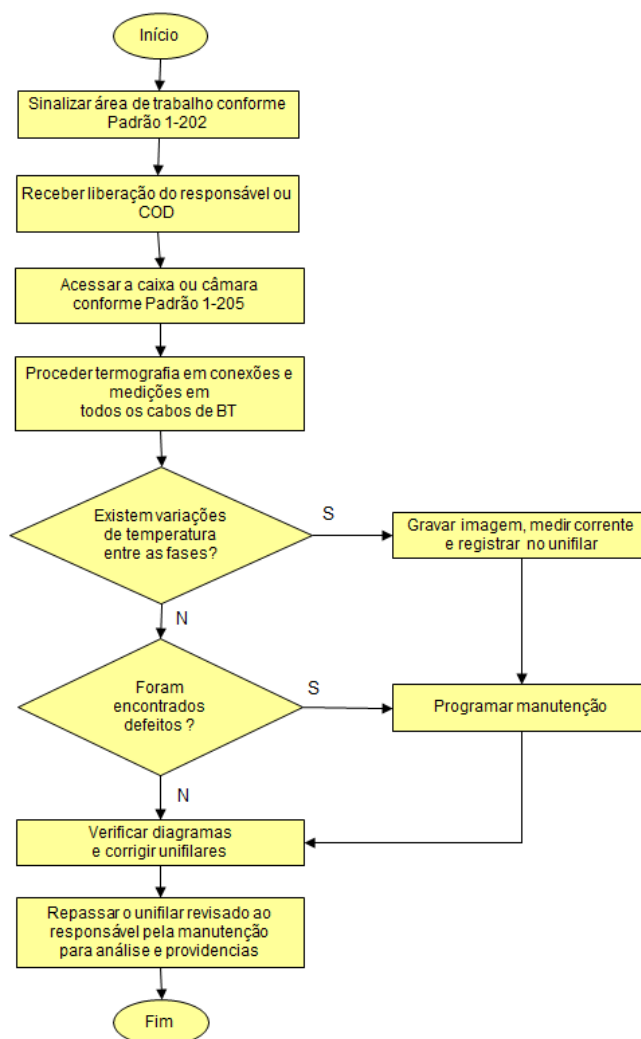 Início
Sinalizar área de trabalho conforme
Padrão 1-202
Receber liberação do responsável ou
COD
Acessar a caixa ou câmara
conforme Padrão 1-205
Proceder termografia em conexões e
medições em
todos os cabos de BT
Existem variações
de temperatura
entre as fases?
S
Gravar imagem, medir corrente
e registrar no unifilar
N
Foram
encontrados
defeitos ?
S
Programar manutenção
N
Verificar diagramas
e corrigir unifilares
Repassar o unifilar revisado ao
responsável pela manutenção
para análise e providencias
Fim